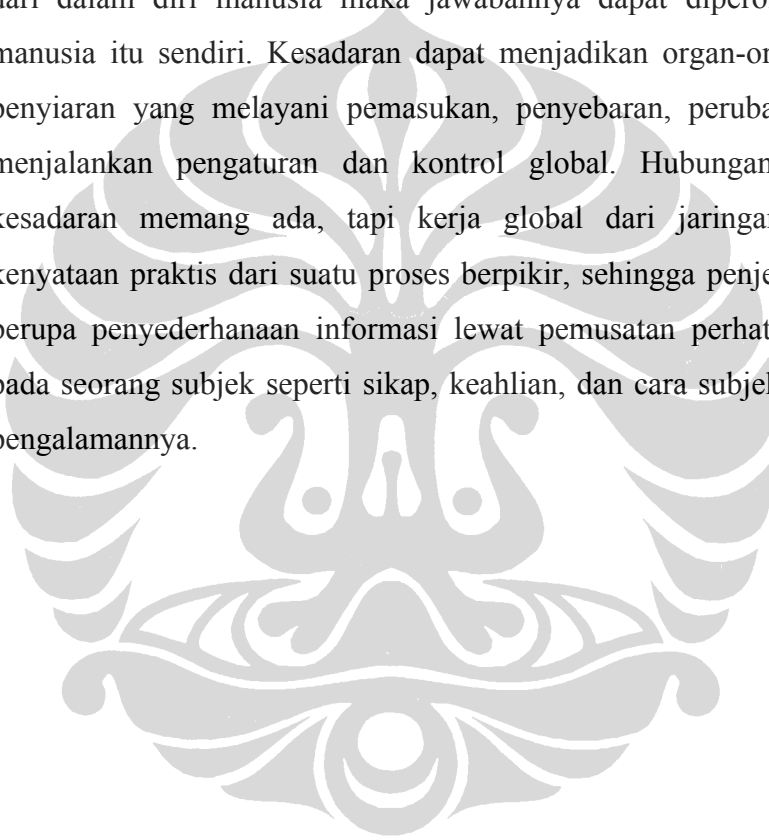 dari dalam diri manusia maka jawabannya dapat dipero
manusia itu sendiri. Kesadaran dapat menjadikan organ-or
penyiaran yang melayani pemasukan, penyebaran, peruba
menjalankan pengaturan dan kontrol global. Hubungan
kesadaran memang ada, tapi kerja global dari jaringan
kenyataan praktis dari suatu proses berpikir, sehingga penje
berupa penyederhanaan informasi lewat pemusatan perhat
pada seorang subjek seperti sikap, keahlian, dan cara subjek
pengalamannya.